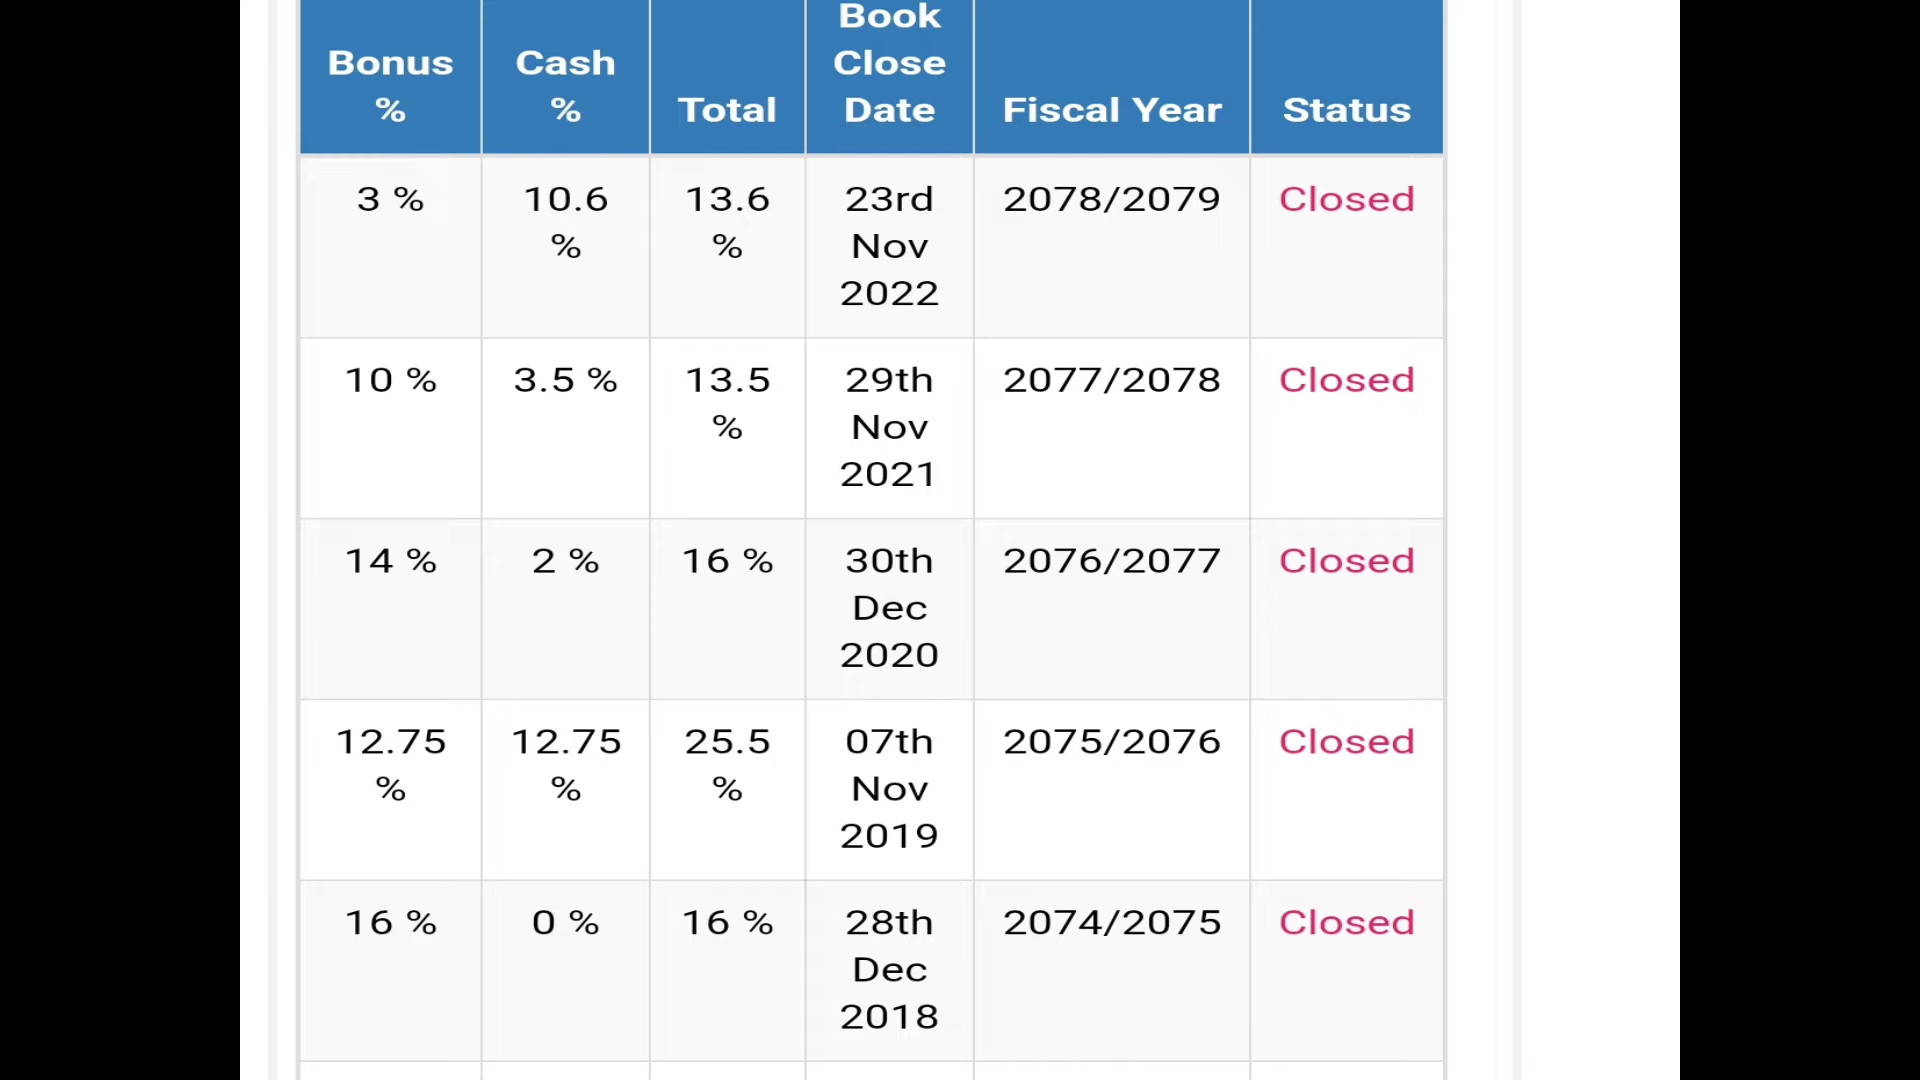 Bonus %
Cash %
Total
Book Close Date
Fiscal Year
Status
3 %
10.6 %
13.6 %
23rd Nov 2022
2078/2079
Closed
10 %
3.5 %
13.5 %
29th Nov 2021
2077/2078
Closed
14 %
2 %
16 %
30th Dec 2020
2076/2077
Closed
12.75 %
12.75 %
25.5 %
07th Nov 2019
2075/2076
Closed
16 %
0 %
16 %
28th Dec 2018
2074/2075
Closed